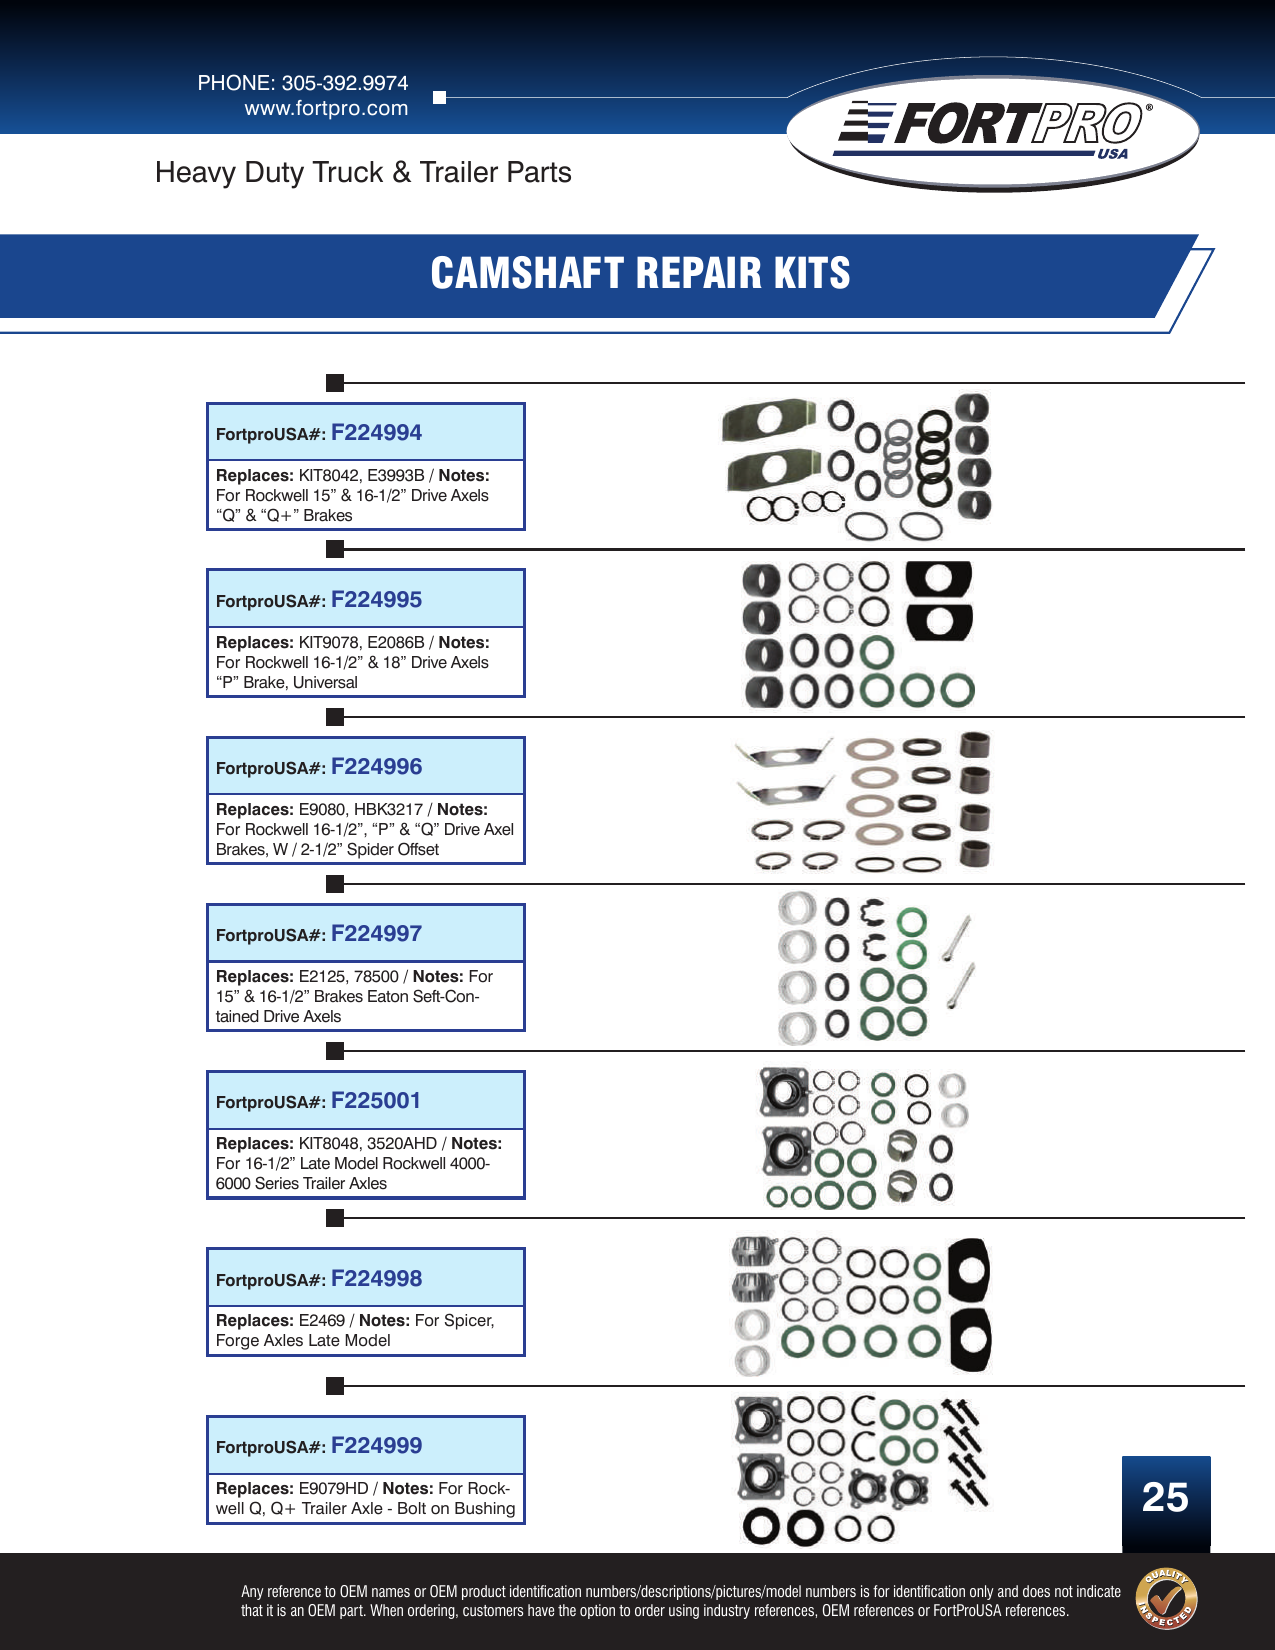 PHONE: 305-392.9974
www.fortpro.com
FORTPRO®
USA
Heavy Duty Truck & Trailer Parts
CAMSHAFT REPAIR KITS
FortproUSA#: F224994
Replaces: KIT8042, E3993B / Notes:
For Rockwell 15” & 16-1/2” Drive Axels
“Q” & “Q+” Brakes
FortproUSA#: F224995
Replaces: KIT9078, E2086B / Notes:
For Rockwell 16-1/2” & 18” Drive Axels
“P” Brake, Universal
FortproUSA#: F224996
Replaces: E9080, HBK3217 / Notes:
For Rockwell 16-1/2”, “P” & “Q” Drive Axel
Brakes, W / 2-1/2” Spider Offset
FortproUSA#: F224997
Replaces: E2125, 78500 / Notes: For
15” & 16-1/2” Brakes Eaton Seft-Con-
tained Drive Axels
FortproUSA#: F225001
Replaces: KIT8048, 3520AHD / Notes:
For 16-1/2” Late Model Rockwell 4000-
6000 Series Trailer Axles
FortproUSA#: F224998
Replaces: E2469 / Notes: For Spicer,
Forge Axles Late Model
FortproUSA#: F224999
Replaces: E9079HD / Notes: For Rock-
well Q, Q+ Trailer Axle - Bolt on Bushing
25
Any reference to OEM names or OEM product identification numbers/descriptions/pictures/model numbers is for identification only and does not indicate
that it is an OEM part. When ordering, customers have the option to order using industry references, OEM references or FortProUSA references.
QUALITY
INSPECTED